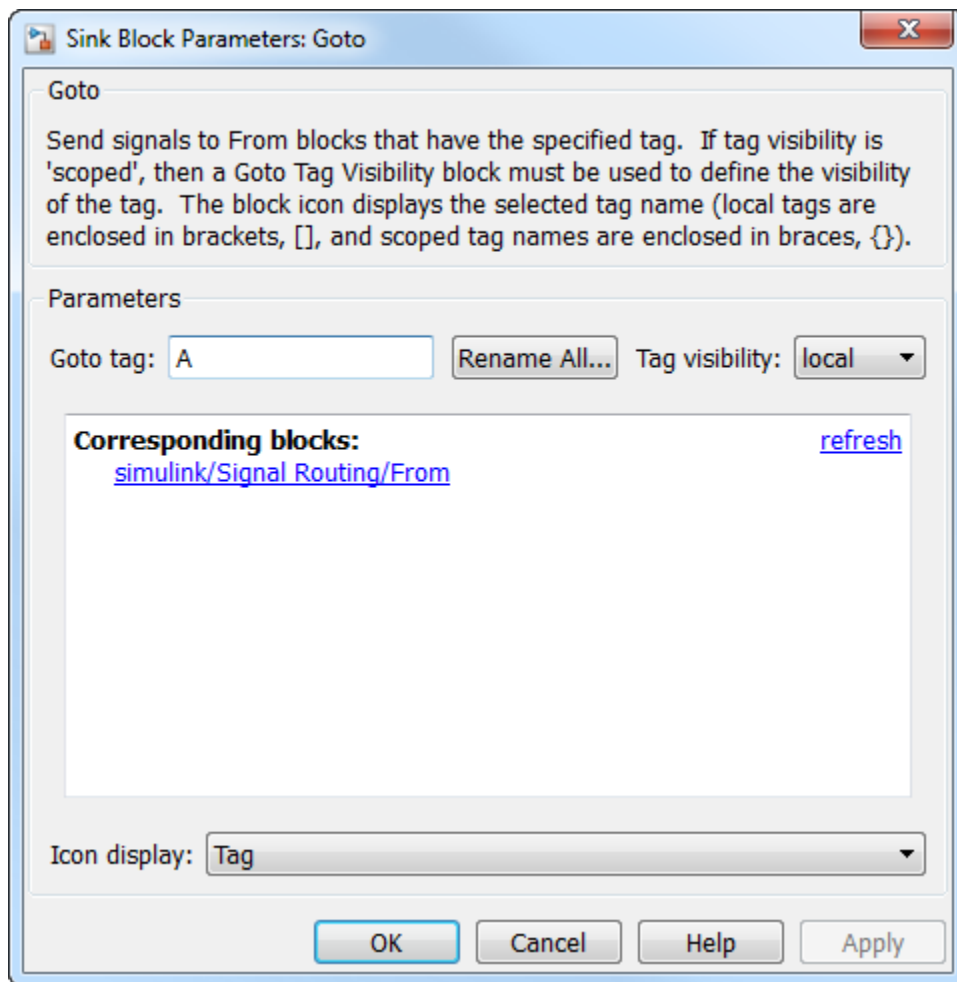 Sink Block Parameters: Goto
Goto
Send signals to From blocks that have the specified tag.  If tag visibility is
'scoped', then a Goto Tag Visibility block must be used to define the visibility
of the tag.  The block icon displays the selected tag name (local tags are
enclosed in brackets, [], and scoped tag names are enclosed in braces, {}).
Parameters
Goto tag: A Rename All... Tag visibility: local
Corresponding blocks: refresh
simulink/Signal Routing/From
Icon display: Tag
OK Cancel Help Apply